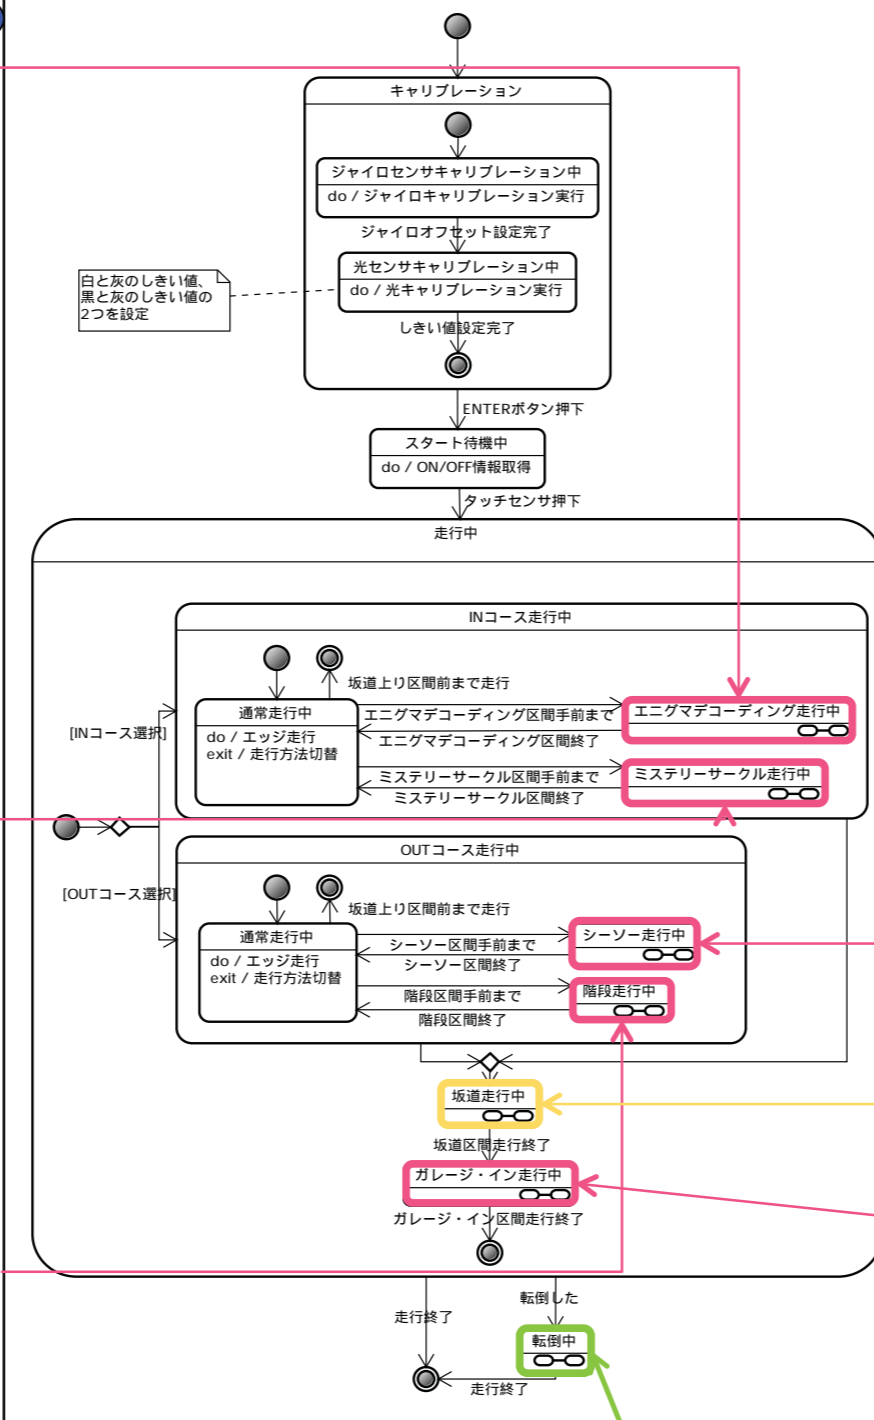 キャリブレーション
ジャイロセンサキャリブレーション中
do / ジャイロキャリブレーション実行
ジャイロオフセット設定完了
光センサキャリブレーション中
do / 光キャリブレーション実行
白と灰のしきい値、
黒と灰のしきい値の
2つを設定
しきい値設定完了
ENTERボタン押下
スタート待機中
do / ON/OFF情報取得
タッチセンサ押下
走行中
INコース走行中
坂道上り区間前まで走行
通常走行中
do / エッジ走行
exit / 走行方法切替
エニグマデコーディング区間手前まで
エニグマデコーディング区間終了
エニグマデコーディング走行中
[INコース選択]
ミステリーサークル区間手前まで
ミステリーサークル区間終了
ミステリーサークル走行中
OUTコース走行中
[OUTコース選択]
坂道上り区間前まで走行
通常走行中
do / エッジ走行
exit / 走行方法切替
シーソー区間手前まで
シーソー区間終了
シーソー走行中
階段区間手前まで
階段区間終了
階段走行中
坂道走行中
坂道区間走行終了
ガレージ・イン走行中
ガレージ・イン区間走行終了
転倒した
走行終了
転倒中
走行終了